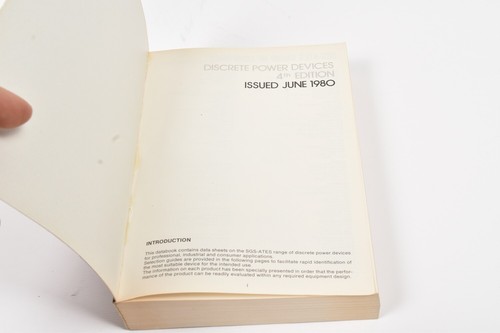 DISCRETE POWER DEVICES
4TH EDITION
ISSUED JUNE 1980
INTRODUCTION
This databook contains data sheets on the SGS-ATES range of discrete power devices
for professional, industrial and consumer applications.
Selection guides are provided in the following pages to facilitate rapid identification of
the most suitable device for the intended use.
The information on each product has been specially presented in order that the perfor-
mance of the product can be readily evaluated within any required equipment design.
1